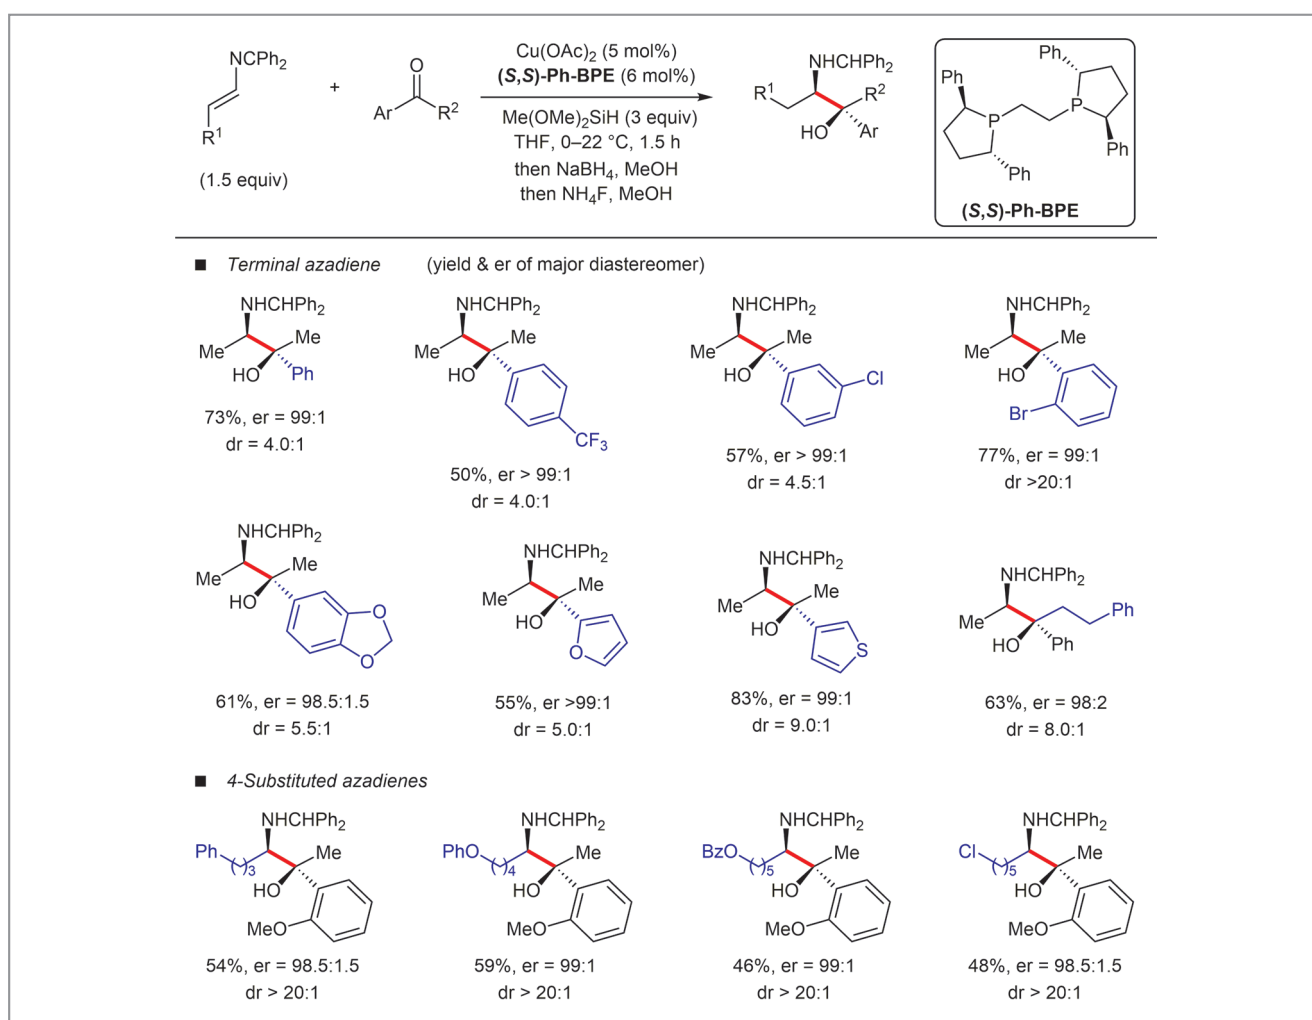 NCPh2
R1
(1.5 equiv)
+
O
Ar
R2
Cu(OAc)2 (5 mol%)
(S,S)-Ph-BPE (6 mol%)
Me(OMe)2SiH (3 equiv)
THF, 0–22 °C, 1.5 h
then NaBH4, MeOH
then NH4F, MeOH
NHCHPh2
R1
R2
HO
Ar
Ph
Ph
P
P
Ph
Ph
(S,S)-Ph-BPE
■ Terminal azadiene (yield & er of major diastereomer)
NHCHPh2
Me
Me
HO
Ph
73%, er = 99:1
dr = 4.0:1
NHCHPh2
Me
Me
HO
CF3
50%, er > 99:1
dr = 4.0:1
NHCHPh2
Me
Me
HO
Cl
57%, er > 99:1
dr = 4.5:1
NHCHPh2
Me
Me
HO
Br
77%, er = 99:1
dr >20:1
NHCHPh2
Me
Me
HO
O
O
61%, er = 98.5:1.5
dr = 5.5:1
NHCHPh2
Me
Me
HO
O
55%, er >99:1
dr = 5.0:1
NHCHPh2
Me
Me
HO
S
83%, er = 99:1
dr = 9.0:1
NHCHPh2
Ph
Me
HO
Ph
63%, er = 98:2
dr = 8.0:1
■ 4-Substituted azadienes
NHCHPh2
Ph
( )3
Me
HO
MeO
54%, er = 98.5:1.5
dr > 20:1
NHCHPh2
PhO
( )4
Me
HO
MeO
59%, er = 99:1
dr > 20:1
NHCHPh2
BzO
( )5
Me
HO
MeO
46%, er = 99:1
dr > 20:1
NHCHPh2
Cl
( )5
Me
HO
MeO
48%, er = 98.5:1.5
dr > 20:1